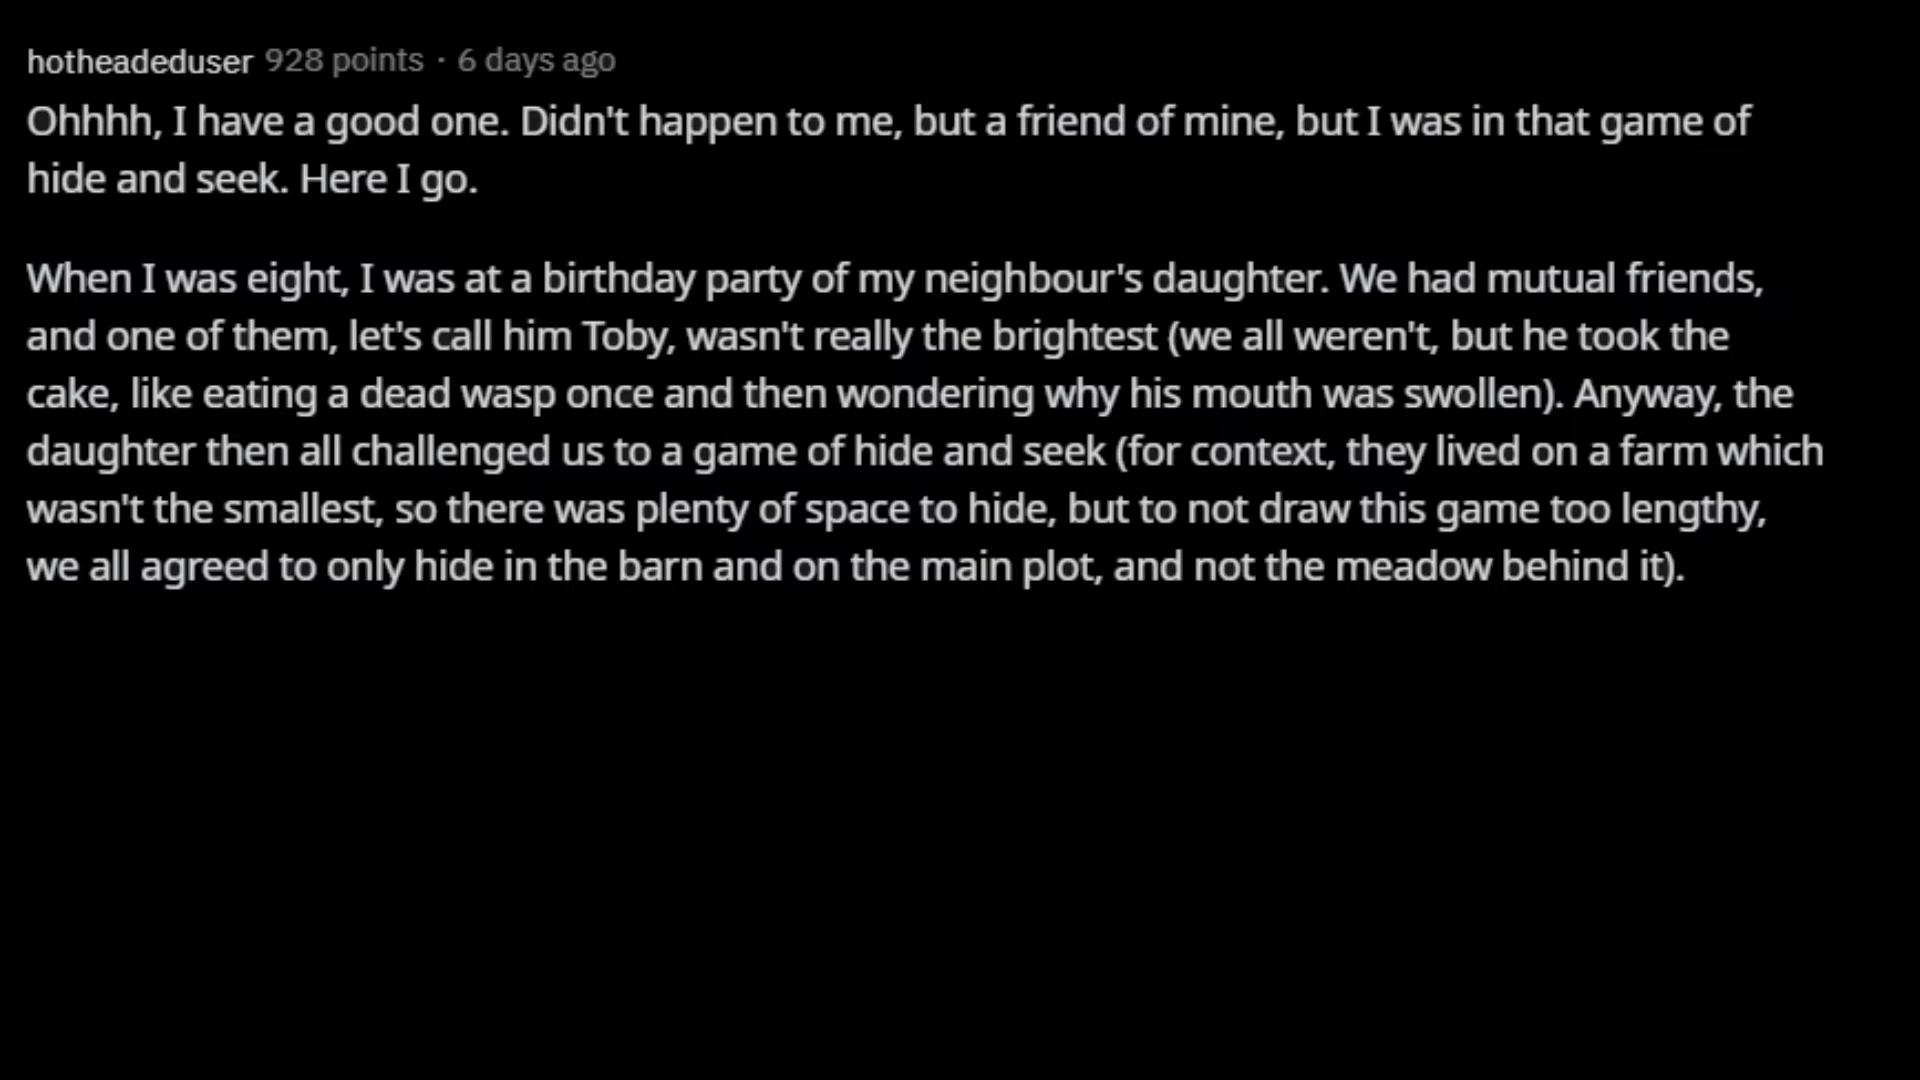 hotheadeduser 928 points · 6 days ago
Ohhhh, I have a good one. Didn't happen to me, but a friend of mine, but I was in that game of
hide and seek. Here I go.
When I was eight, I was at a birthday party of my neighbour's daughter. We had mutual friends,
and one of them, let's call him Toby, wasn't really the brightest (we all weren't, but he took the
cake, like eating a dead wasp once and then wondering why his mouth was swollen). Anyway, the
daughter then all challenged us to a game of hide and seek (for context, they lived on a farm which
wasn't the smallest, so there was plenty of space to hide, but to not draw this game too lengthy,
we all agreed to only hide in the barn and on the main plot, and not the meadow behind it).